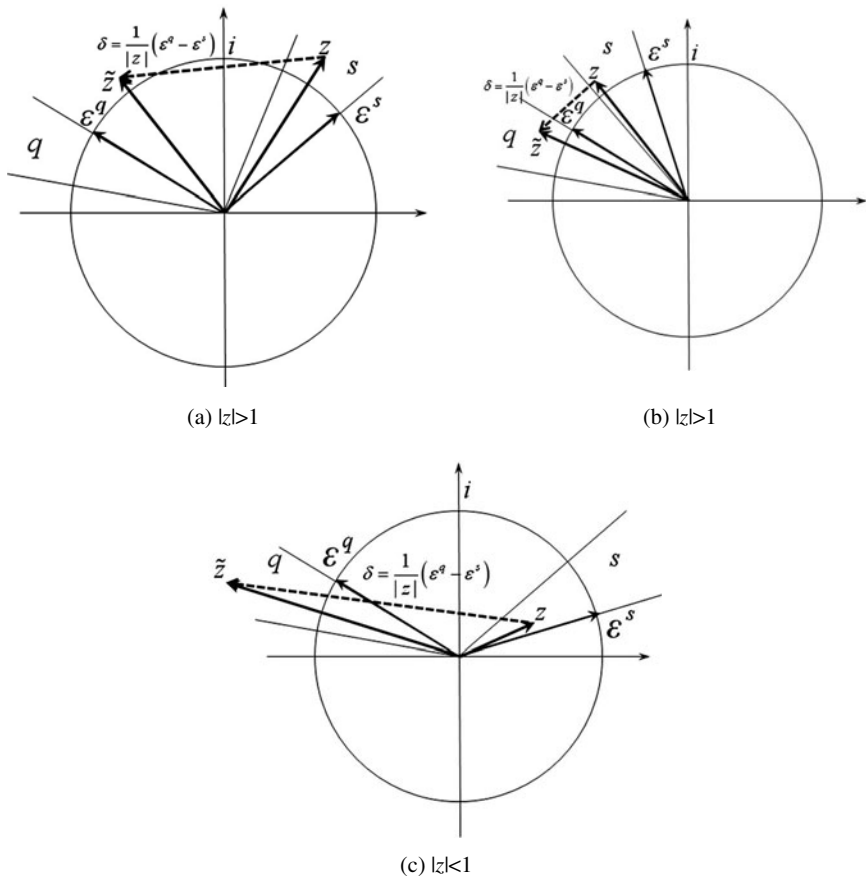 δ = 1/|z| (ε^q − ε^s)
i
z
s
z̃
ε^q
ε^s
q
(a) |z|>1
s
ε^s
i
z
δ = 1/|z| (ε^q − ε^s)
ε^q
q
z̃
(b) |z|>1
i
ε^q
q
z̃
δ = 1/|z| (ε^q − ε^s)
s
z
ε^s
(c) |z|<1